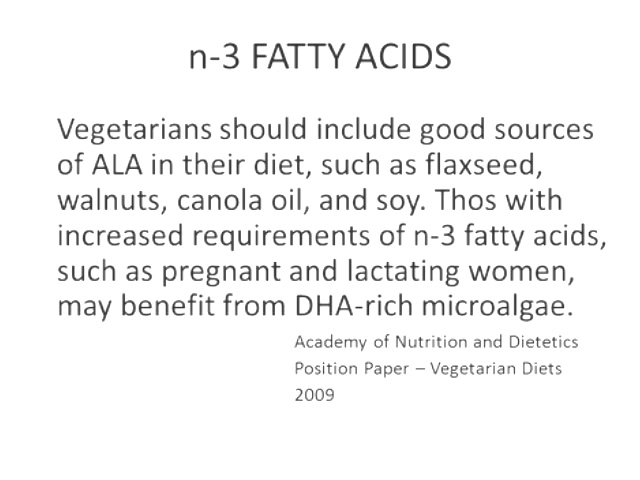 n-3 FATTY ACIDS
Vegetarians should include good sources
of ALA in their diet, such as flaxseed,
walnuts, canola oil, and soy. Thos with
increased requirements of n-3 fatty acids,
such as pregnant and lactating women,
may benefit from DHA-rich microalgae.
Academy of Nutrition and Dietetics
Position Paper – Vegetarian Diets
2009